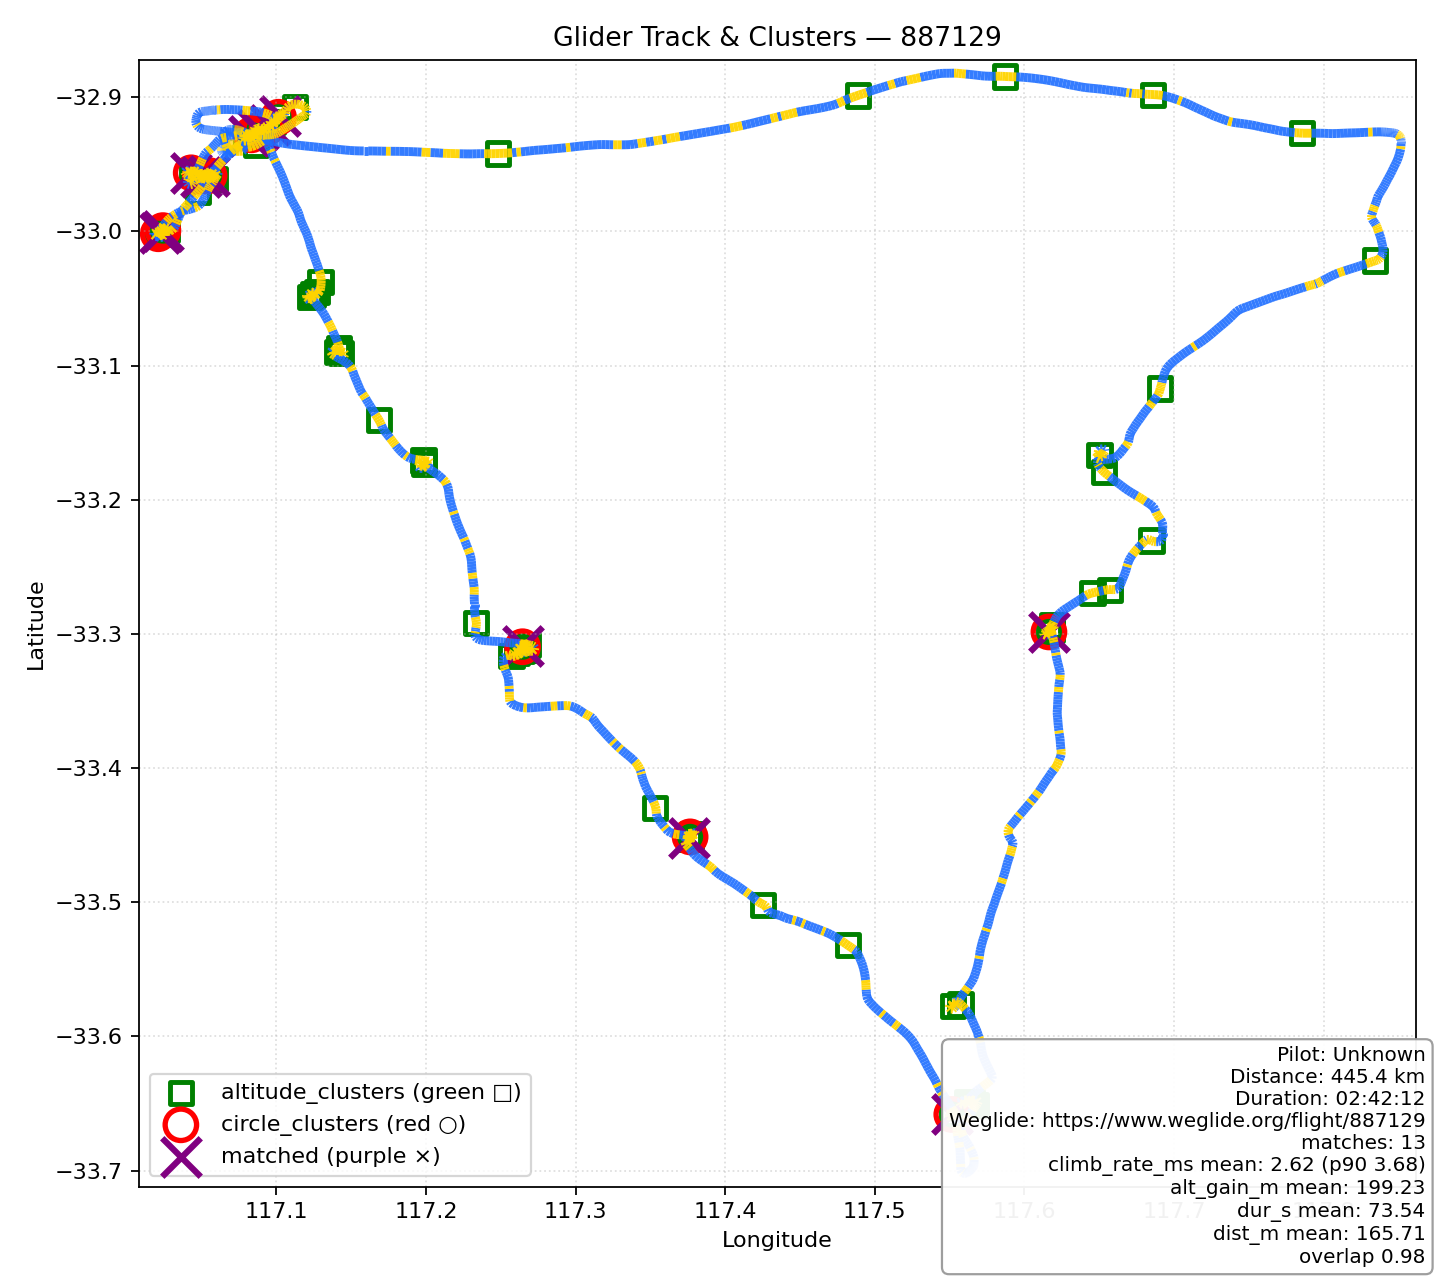 Glider Track & Clusters — 887129
−32.9
−33.0
−33.1
−33.2
−33.3
−33.4
−33.5
−33.6
−33.7
Latitude
altitude_clusters (green □)
circle_clusters (red ○)
matched (purple ×)
Pilot: Unknown
Distance: 445.4 km
Duration: 02:42:12
Weglide: https://www.weglide.org/flight/887129
matches: 13
climb_rate_ms mean: 2.62 (p90 3.68)
alt_gain_m mean: 199.23
dur_s mean: 73.54
dist_m mean: 165.71
overlap 0.98
117.1 117.2 117.3 117.4 117.5 117.6 117.7
Longitude